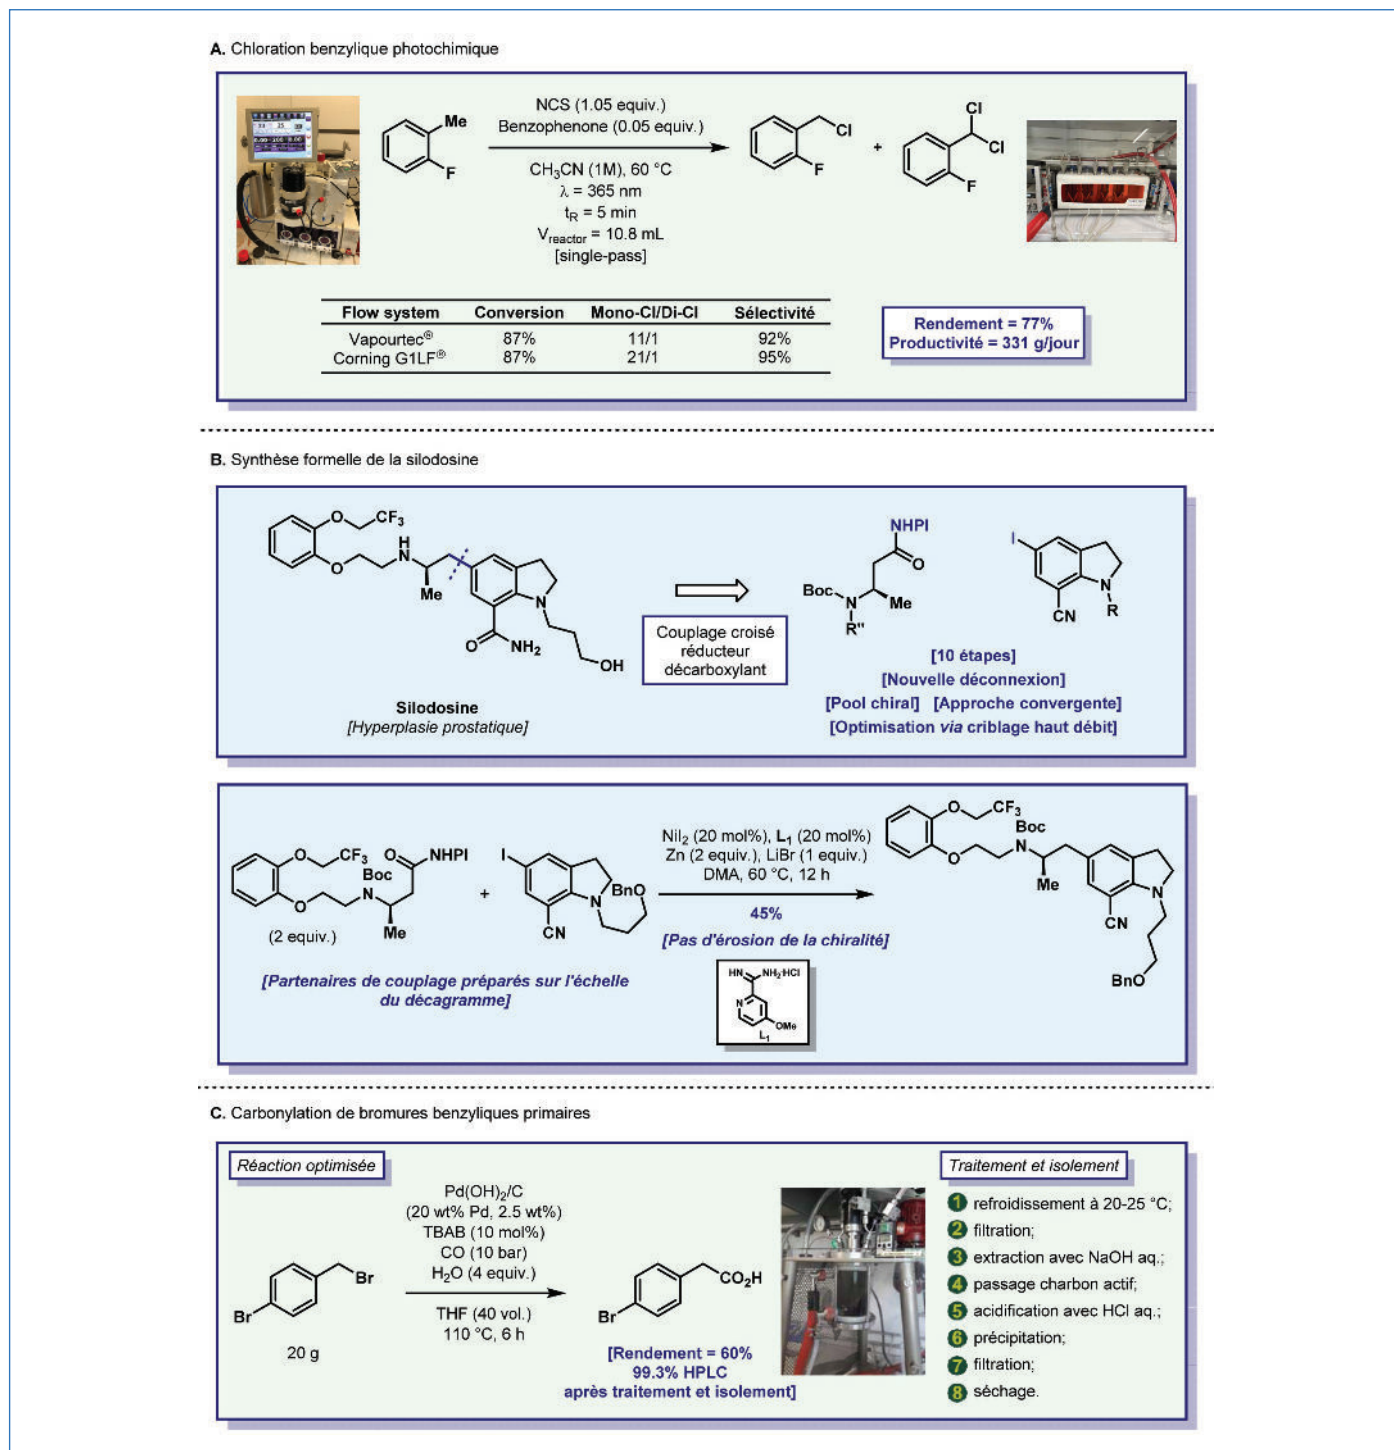 A. Chloration benzylique photochimique
Me
F
NCS (1.05 equiv.)
Benzophenone (0.05 equiv.)
CH3CN (1M), 60 °C
λ = 365 nm
tR = 5 min
Vreactor = 10.8 mL
[single-pass]
Cl
F
+
Cl
Cl
F
Flow system Conversion Mono-Cl/Di-Cl Sélectivité
Vapourtec® 87% 11/1 92%
Corning G1LF® 87% 21/1 95%
Rendement = 77%
Productivité = 331 g/jour
B. Synthèse formelle de la silodosine
O CF3
O
H
N
Me
N
O NH2
OH
Silodosine
[Hyperplasie prostatique]
Couplage croisé
réducteur
décarboxylant
NHPI
O
Boc N Me
R"
I
N
CN R
[10 étapes]
[Nouvelle déconnexion]
[Pool chiral] [Approche convergente]
[Optimisation via criblage haut débit]
O CF3
Boc
O NHPI
O N
Me
(2 equiv.)
+
I
N BnO
CN
[Partenaires de couplage préparés sur l'échelle
du décagramme]
NiI2 (20 mol%), L1 (20 mol%)
Zn (2 equiv.), LiBr (1 equiv.)
DMA, 60 °C, 12 h
45%
[Pas d'érosion de la chiralité]
HN NH2·HCl
N
OMe
L1
O CF3
Boc
O N
Me
N
CN
BnO
C. Carbonylation de bromures benzyliques primaires
Réaction optimisée
Br
Br
20 g
Pd(OH)2/C
(20 wt% Pd, 2.5 wt%)
TBAB (10 mol%)
CO (10 bar)
H2O (4 equiv.)
THF (40 vol.)
110 °C, 6 h
CO2H
Br
[Rendement = 60%
99.3% HPLC
après traitement et isolement]
Traitement et isolement
1 refroidissement à 20-25 °C;
2 filtration;
3 extraction avec NaOH aq.;
4 passage charbon actif;
5 acidification avec HCl aq.;
6 précipitation;
7 filtration;
8 séchage.